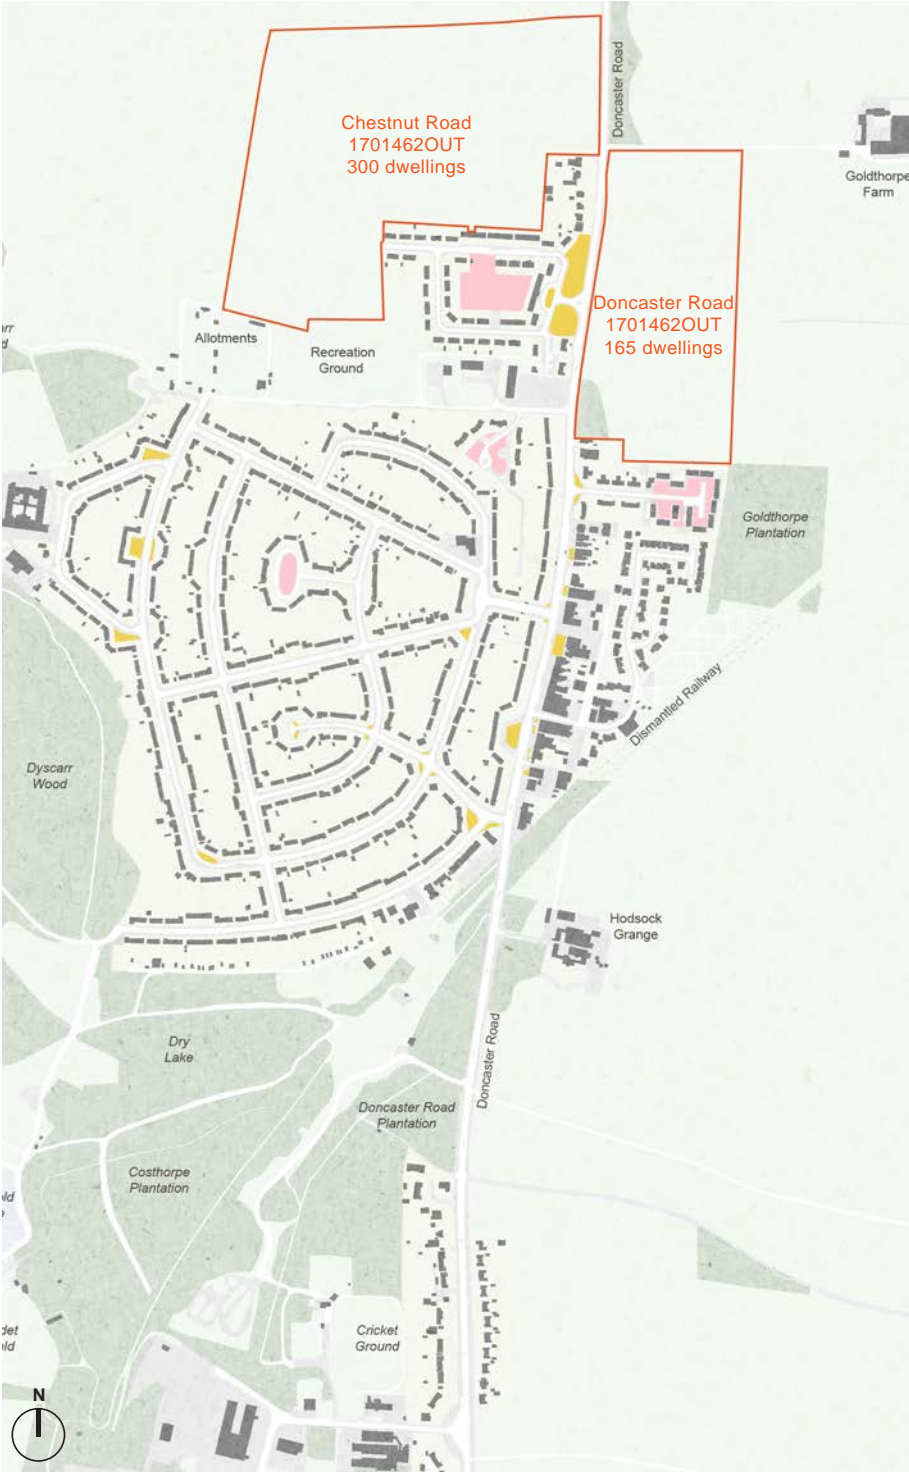 Doncaster Road
Chestnut Road
1701462OUT
300 dwellings
Goldthorpe
Farm
Doncaster Road
1701462OUT
165 dwellings
Allotments
Recreation
Ground
Goldthorpe
Plantation
Dismantled Railway
Dyscarr
Wood
Hodsock
Grange
Dry
Lake
Doncaster Road
Doncaster Road
Plantation
Costhorpe
Plantation
Cricket
Ground
N